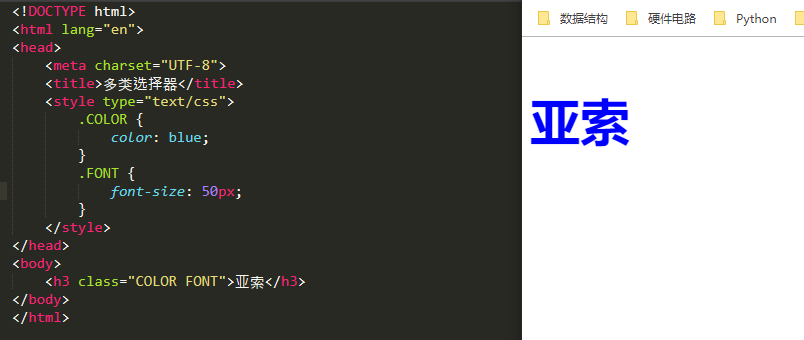 <!DOCTYPE html>
<html lang="en">
<head>
    <meta charset="UTF-8">
    <title>多类选择器</title>
    <style type="text/css">
        .COLOR {
            color: blue;
        }
        .FONT {
            font-size: 50px;
        }
    </style>
</head>
<body>
    <h3 class="COLOR FONT">亚索</h3>
</body>
</html>
数据结构 硬件电路 Python
亚索